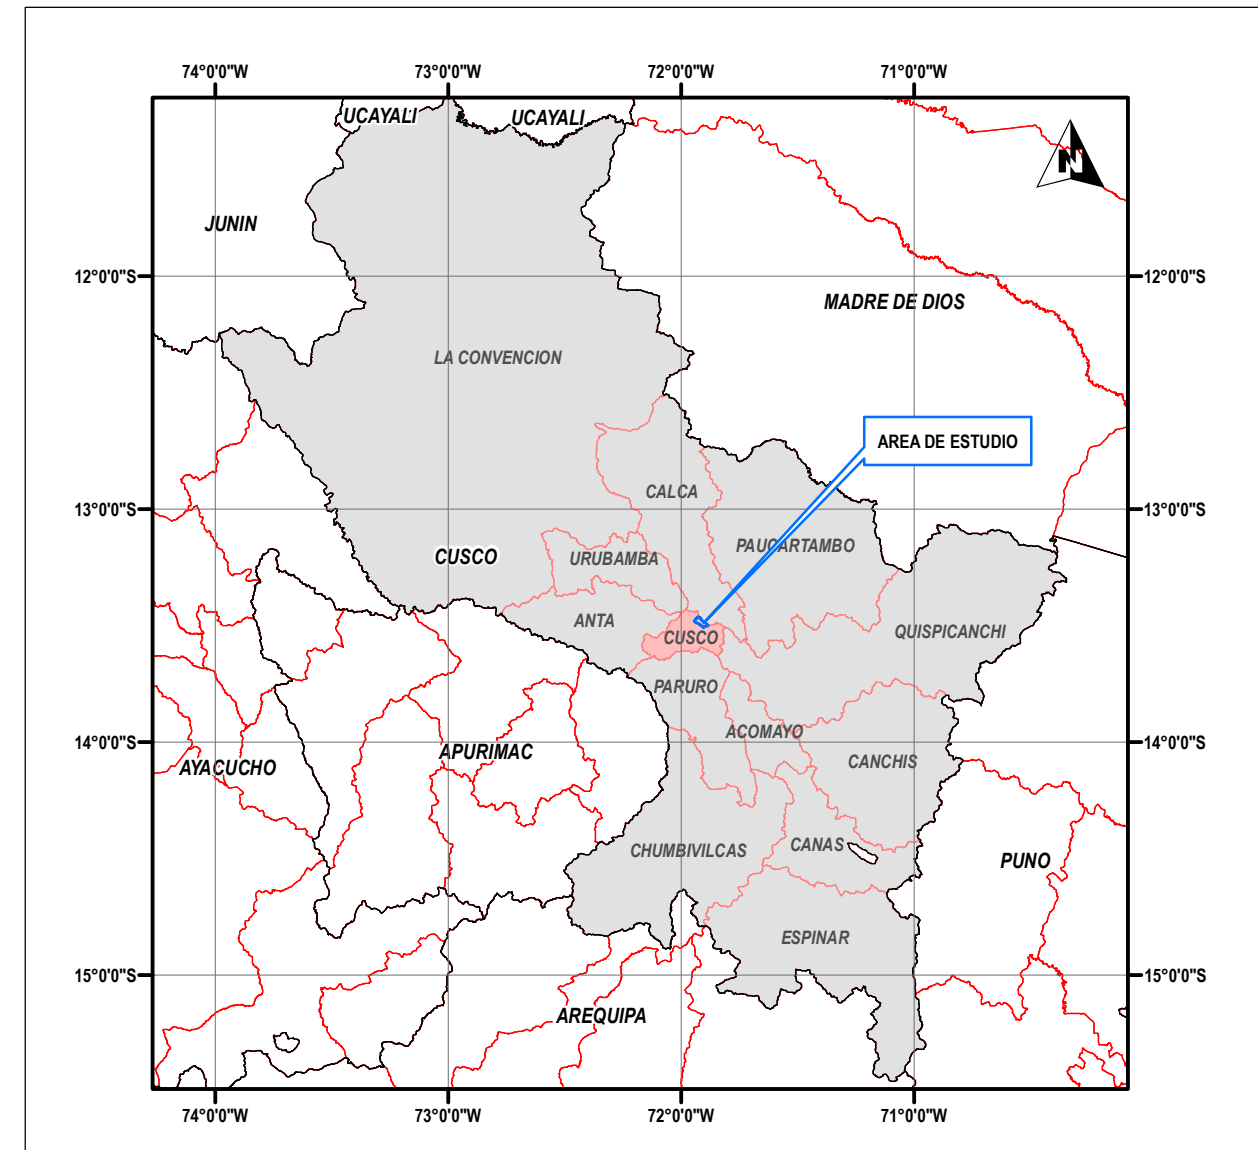 74°0'0"W 73°0'0"W 72°0'0"W 71°0'0"W
UCAYALI UCAYALI
N
JUNIN
12°0'0"S 12°0'0"S
MADRE DE DIOS
LA CONVENCION
AREA DE ESTUDIO
CALCA
13°0'0"S 13°0'0"S
PAUCARTAMBO
CUSCO URUBAMBA
ANTA
QUISPICANCHI
CUSCO
PARURO
ACOMAYO
14°0'0"S 14°0'0"S
APURIMAC
CANCHIS
AYACUCHO
CHUMBIVILCAS CANAS
PUNO
ESPINAR
15°0'0"S 15°0'0"S
AREQUIPA
74°0'0"W 73°0'0"W 72°0'0"W 71°0'0"W